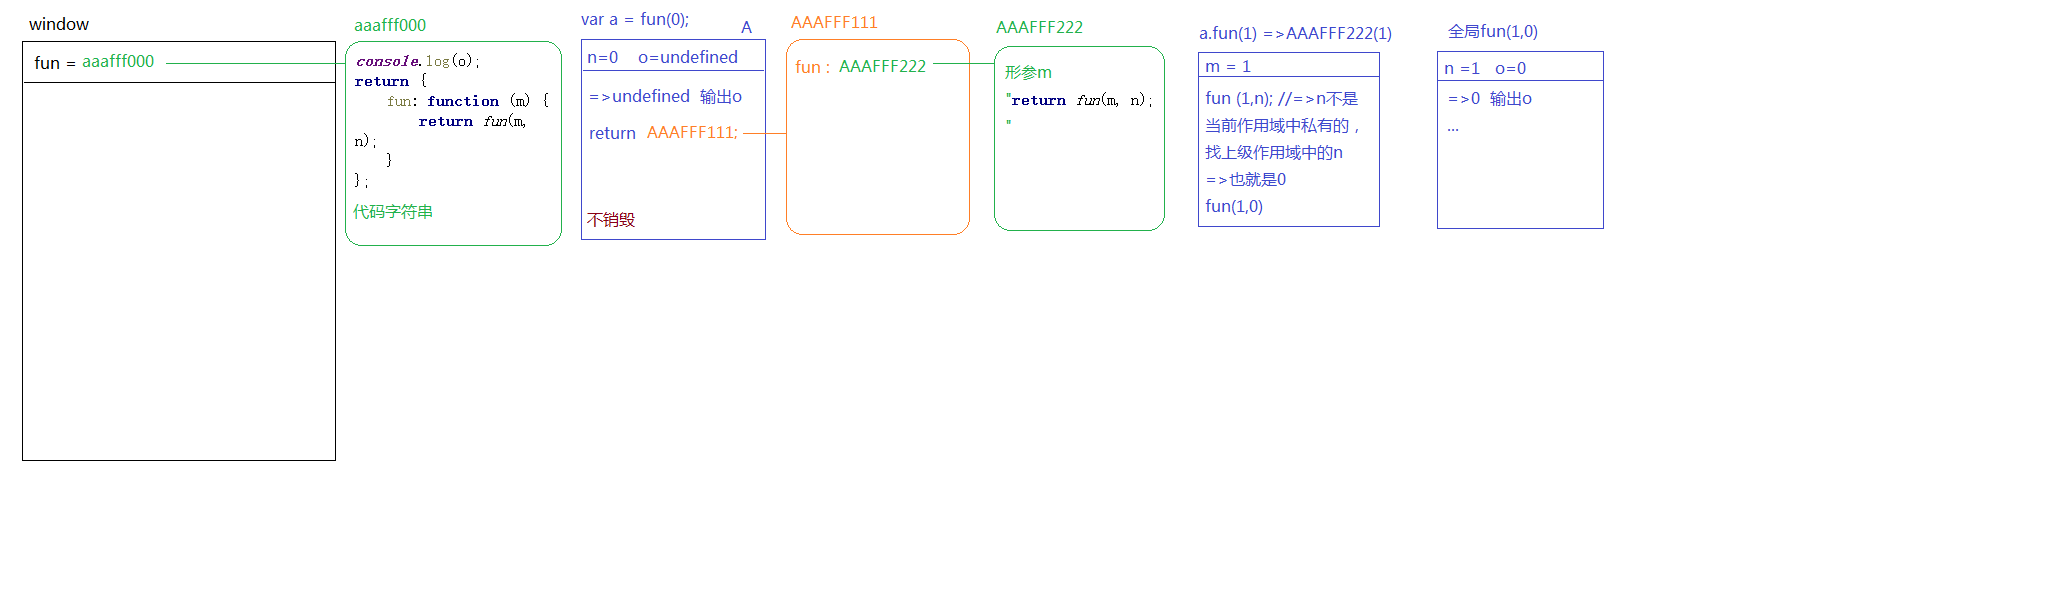 window
fun = aaafff000
aaafff000
console.log(o);
return {
fun: function (m) {
return fun(m,
n);
}
};
代码字符串
var a = fun(0);
A
n=0 o=undefined
=>undefined 输出o
return AAAFFF111;
不销毁
AAAFFF111
fun : AAAFFF222
AAAFFF222
形参m
"return fun(m, n);
"
a.fun(1) =>AAAFFF222(1)
m = 1
fun (1,n); //=>n不是
当前作用域中私有的，
找上级作用域中的n
=>也就是0
fun(1,0)
全局fun(1,0)
n =1 o=0
=>0 输出o
...